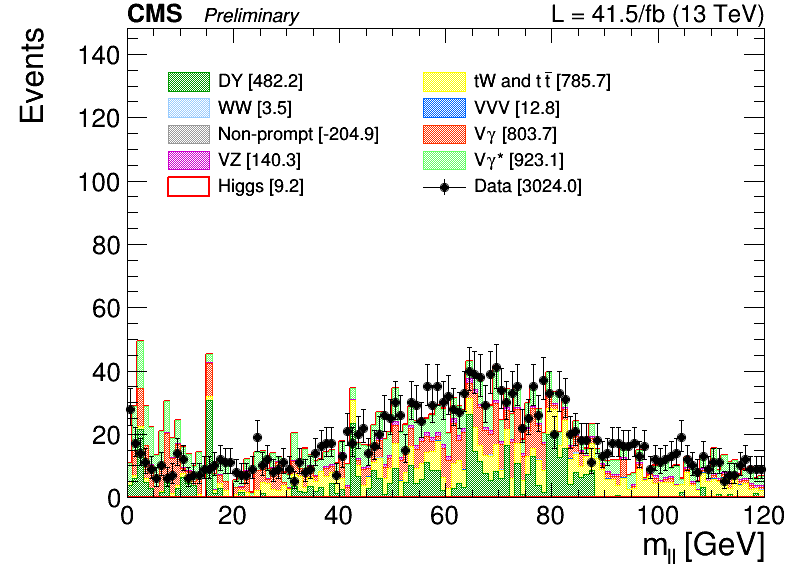 CMS Preliminary L = 41.5/fb (13 TeV)
Events
140
120
100
80
60
40
20
0
DY [482.2]
WW [3.5]
Non-prompt [-204.9]
VZ [140.3]
Higgs [9.2]
tW and tt̅ [785.7]
VVV [12.8]
Vγ [803.7]
Vγ* [923.1]
Data [3024.0]
0 20 40 60 80 100 120
m_ll [GeV]